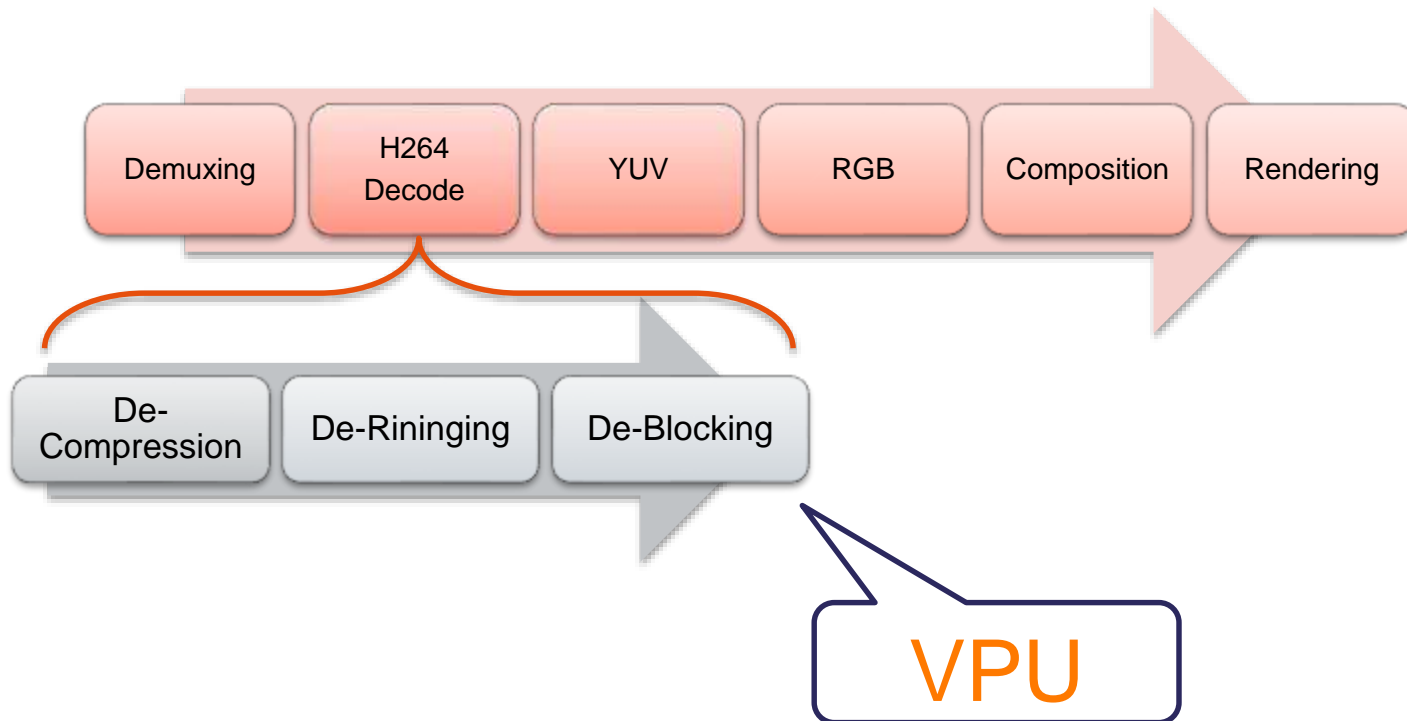 Demuxing
H264
Decode
YUV
RGB
Composition
Rendering
De-
Compression
De-Rininging
De-Blocking
VPU